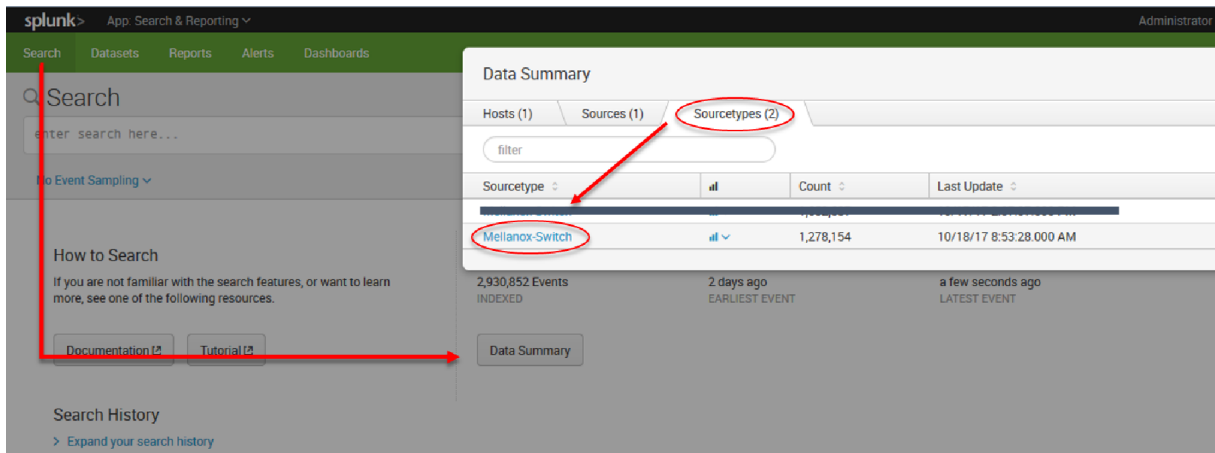 splunk> App: Search & Reporting Administrator
Search Datasets Reports Alerts Dashboards
Search
enter search here...
No Event Sampling
Data Summary
Hosts (1) Sources (1) Sourcetypes (2)
filter
Sourcetype Count Last Update
Mellanox-Switch 1,278,154 10/18/17 8:53:28.000 AM
How to Search
If you are not familiar with the search features, or want to learn
more, see one of the following resources.
Documentation Tutorial
2,930,852 Events 2 days ago a few seconds ago
INDEXED EARLIEST EVENT LATEST EVENT
Data Summary
Search History
> Expand your search history